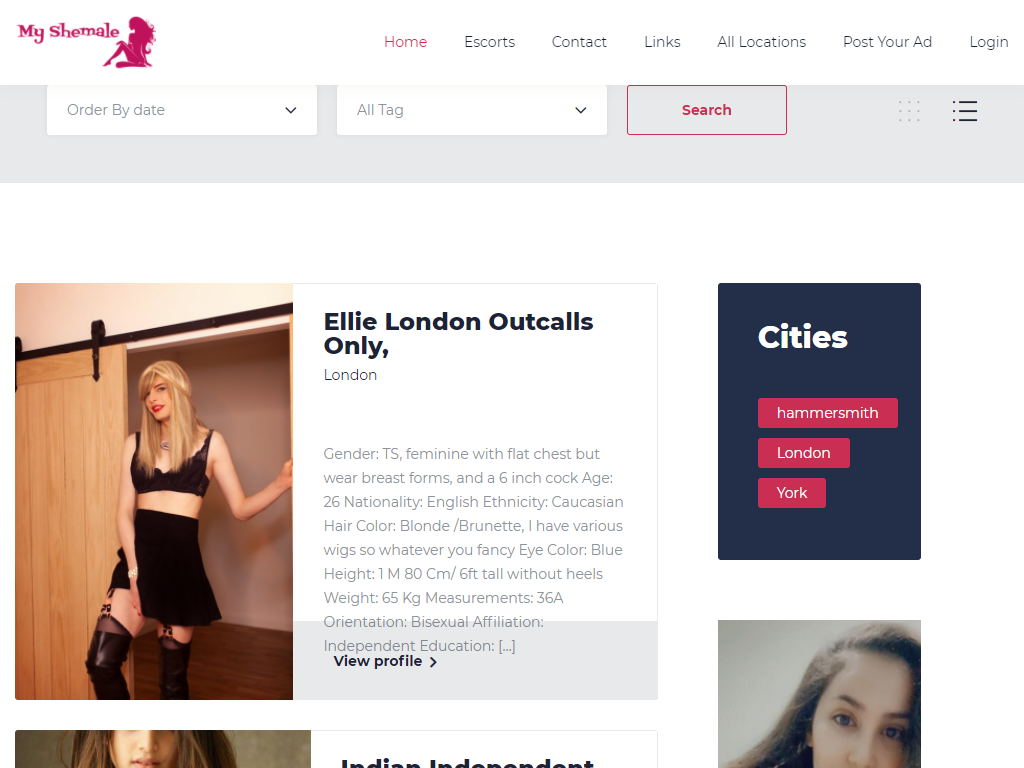 My Shemale
Home Escorts Contact Links All Locations Post Your Ad Login
Order By date All Tag Search
Ellie London Outcalls
Only,
London
Gender: TS, feminine with flat chest but
wear breast forms, and a 6 inch cock Age:
26 Nationality: English Ethnicity: Caucasian
Hair Color: Blonde /Brunette, I have various
wigs so whatever you fancy Eye Color: Blue
Height: 1 M 80 Cm/ 6ft tall without heels
Weight: 65 Kg Measurements: 36A
Orientation: Bisexual Affiliation:
Independent Education: [...]
View profile
Cities
hammersmith
London
York
Indian Independent